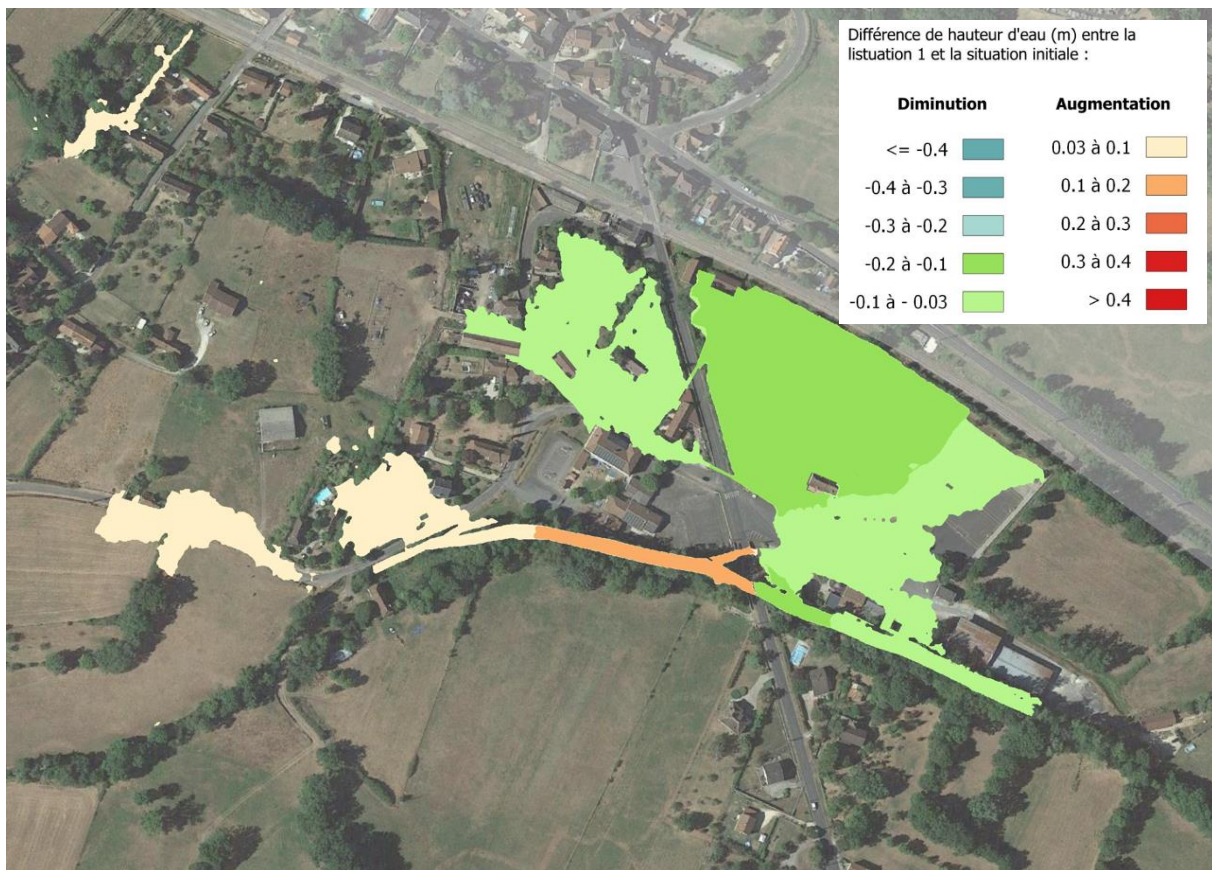 Différence de hauteur d'eau (m) entre la
listuation 1 et la situation initiale :
Diminution
Augmentation
<= -0.4
0.03 à 0.1
-0.4 à -0.3
0.1 à 0.2
-0.3 à -0.2
0.2 à 0.3
-0.2 à -0.1
0.3 à 0.4
-0.1 à - 0.03
> 0.4